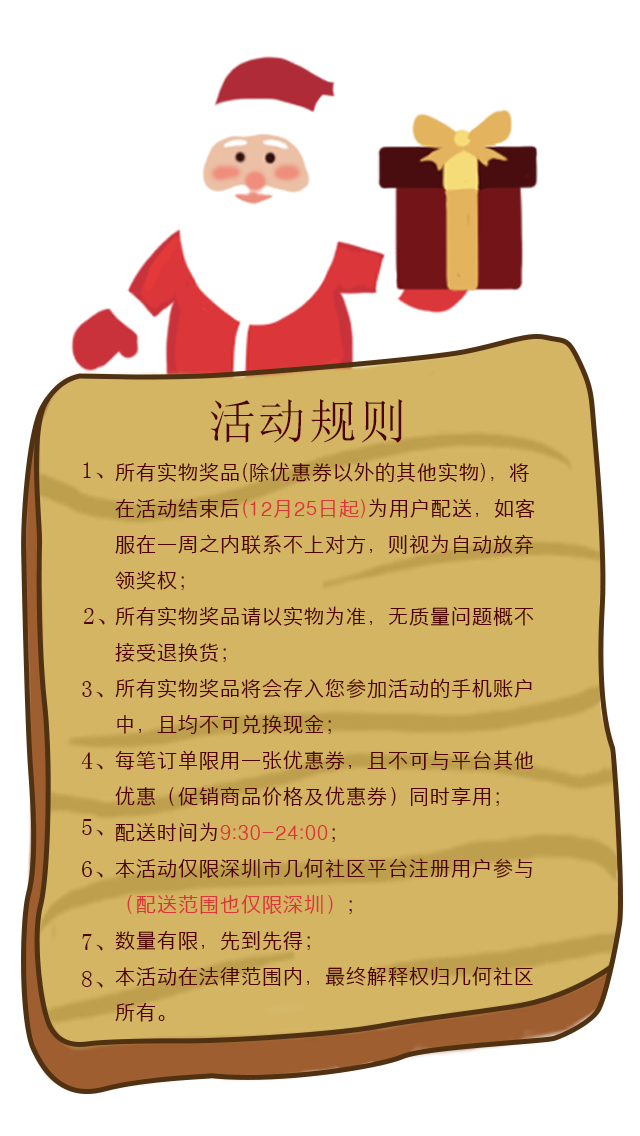 活动规则
1、所有实物奖品(除优惠券以外的其他实物)，将
在活动结束后(12月25日起)为用户配送，如客
服在一周之内联系不上对方，则视为自动放弃
领奖权；
2、所有实物奖品请以实物为准，无质量问题概不
接受退换货；
3、所有实物奖品将会存入您参加活动的手机账户
中，且均不可兑换现金；
4、每笔订单限用一张优惠券，且不可与平台其他
优惠（促销商品价格及优惠券）同时享用；
5、配送时间为9:30-24:00；
6、本活动仅限深圳市几何社区平台注册用户参与
（配送范围也仅限深圳）；
7、数量有限，先到先得；
8、本活动在法律范围内，最终解释权归几何社区
所有。